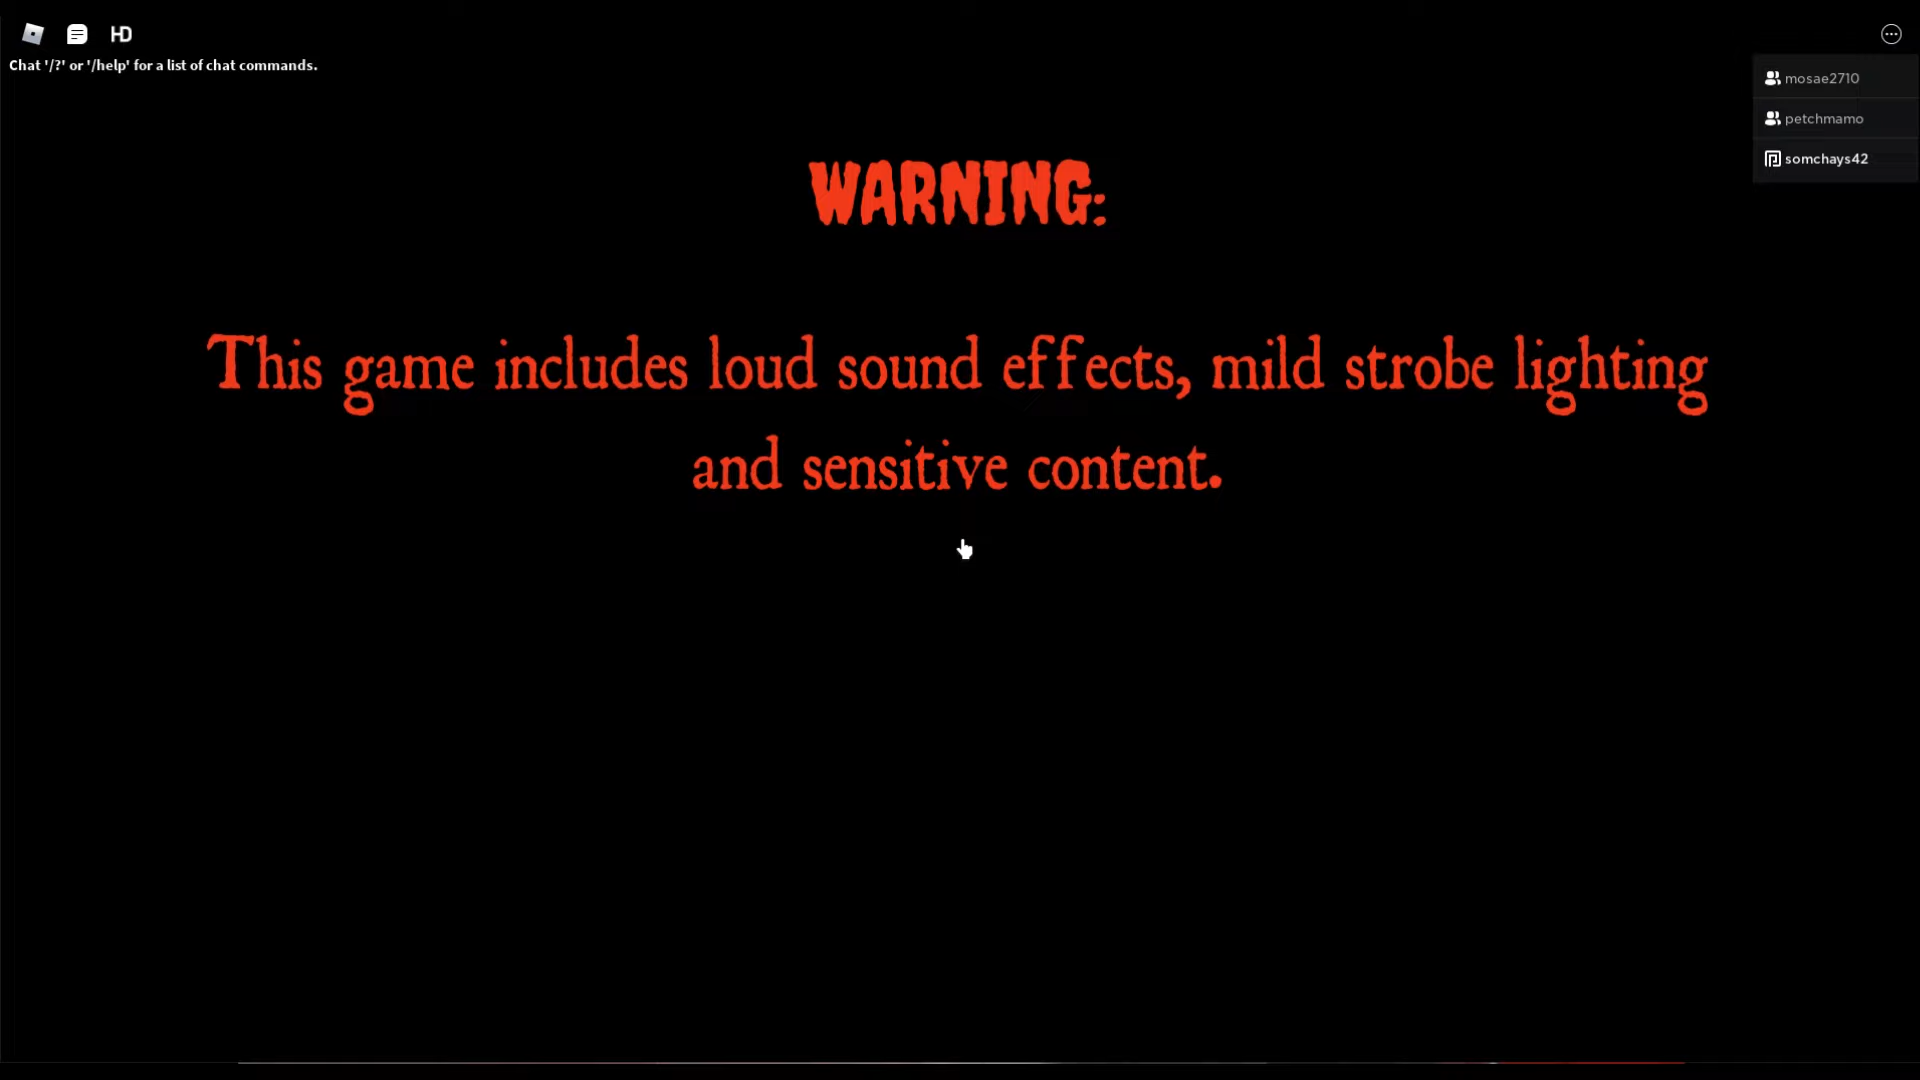 HD
Chat '/?' or '/help' for a list of chat commands.
mosae2710
petchmamo
somchays42
WARNING:
This game includes loud sound effects, mild strobe lighting
and sensitive content.